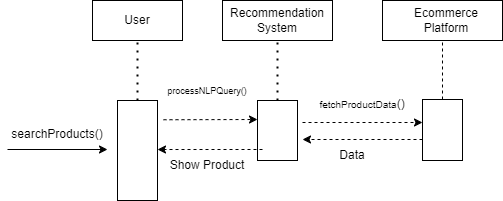 User
Recommendation
System
Ecommerce
Platform
processNLPQuery()
fetchProductData()
searchProducts()
Show Product
Data